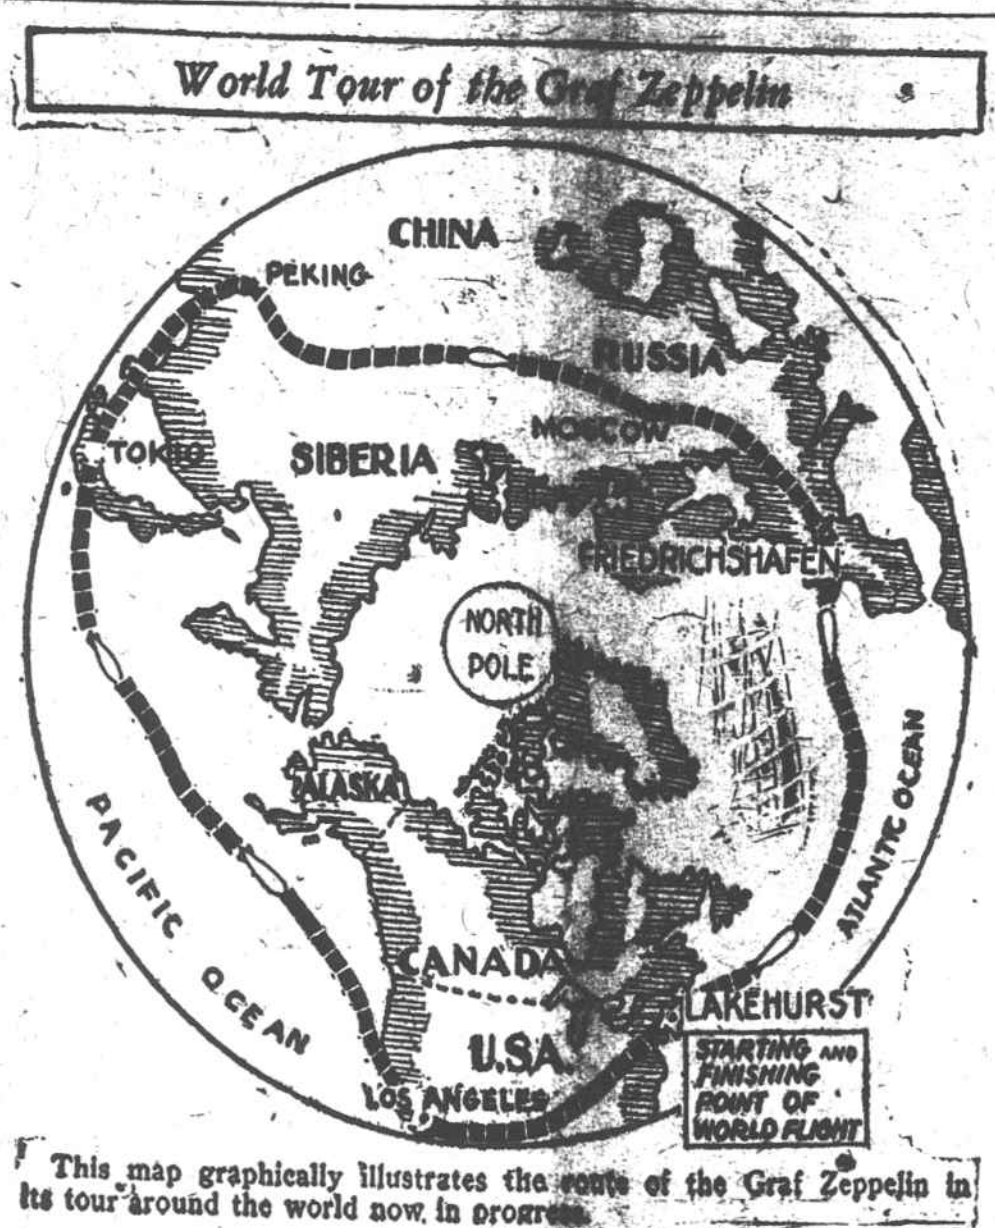 World Tour of the Graf Zeppelin
CHINA
PEKING
RUSSIA
MOSCOW
TOKIO
SIBERIA
FRIEDRICHSHAFEN
NORTH
POLE
ALASKA
PACIFIC OCEAN
ATLANTIC OCEAN
CANADA
LAKEHURST
U.S.A.
STARTING AND
FINISHING
POINT OF
WORLD FLIGHT
LOS ANGELES
This map graphically illustrates the route of the Graf Zeppelin in
its tour around the world now in progress.